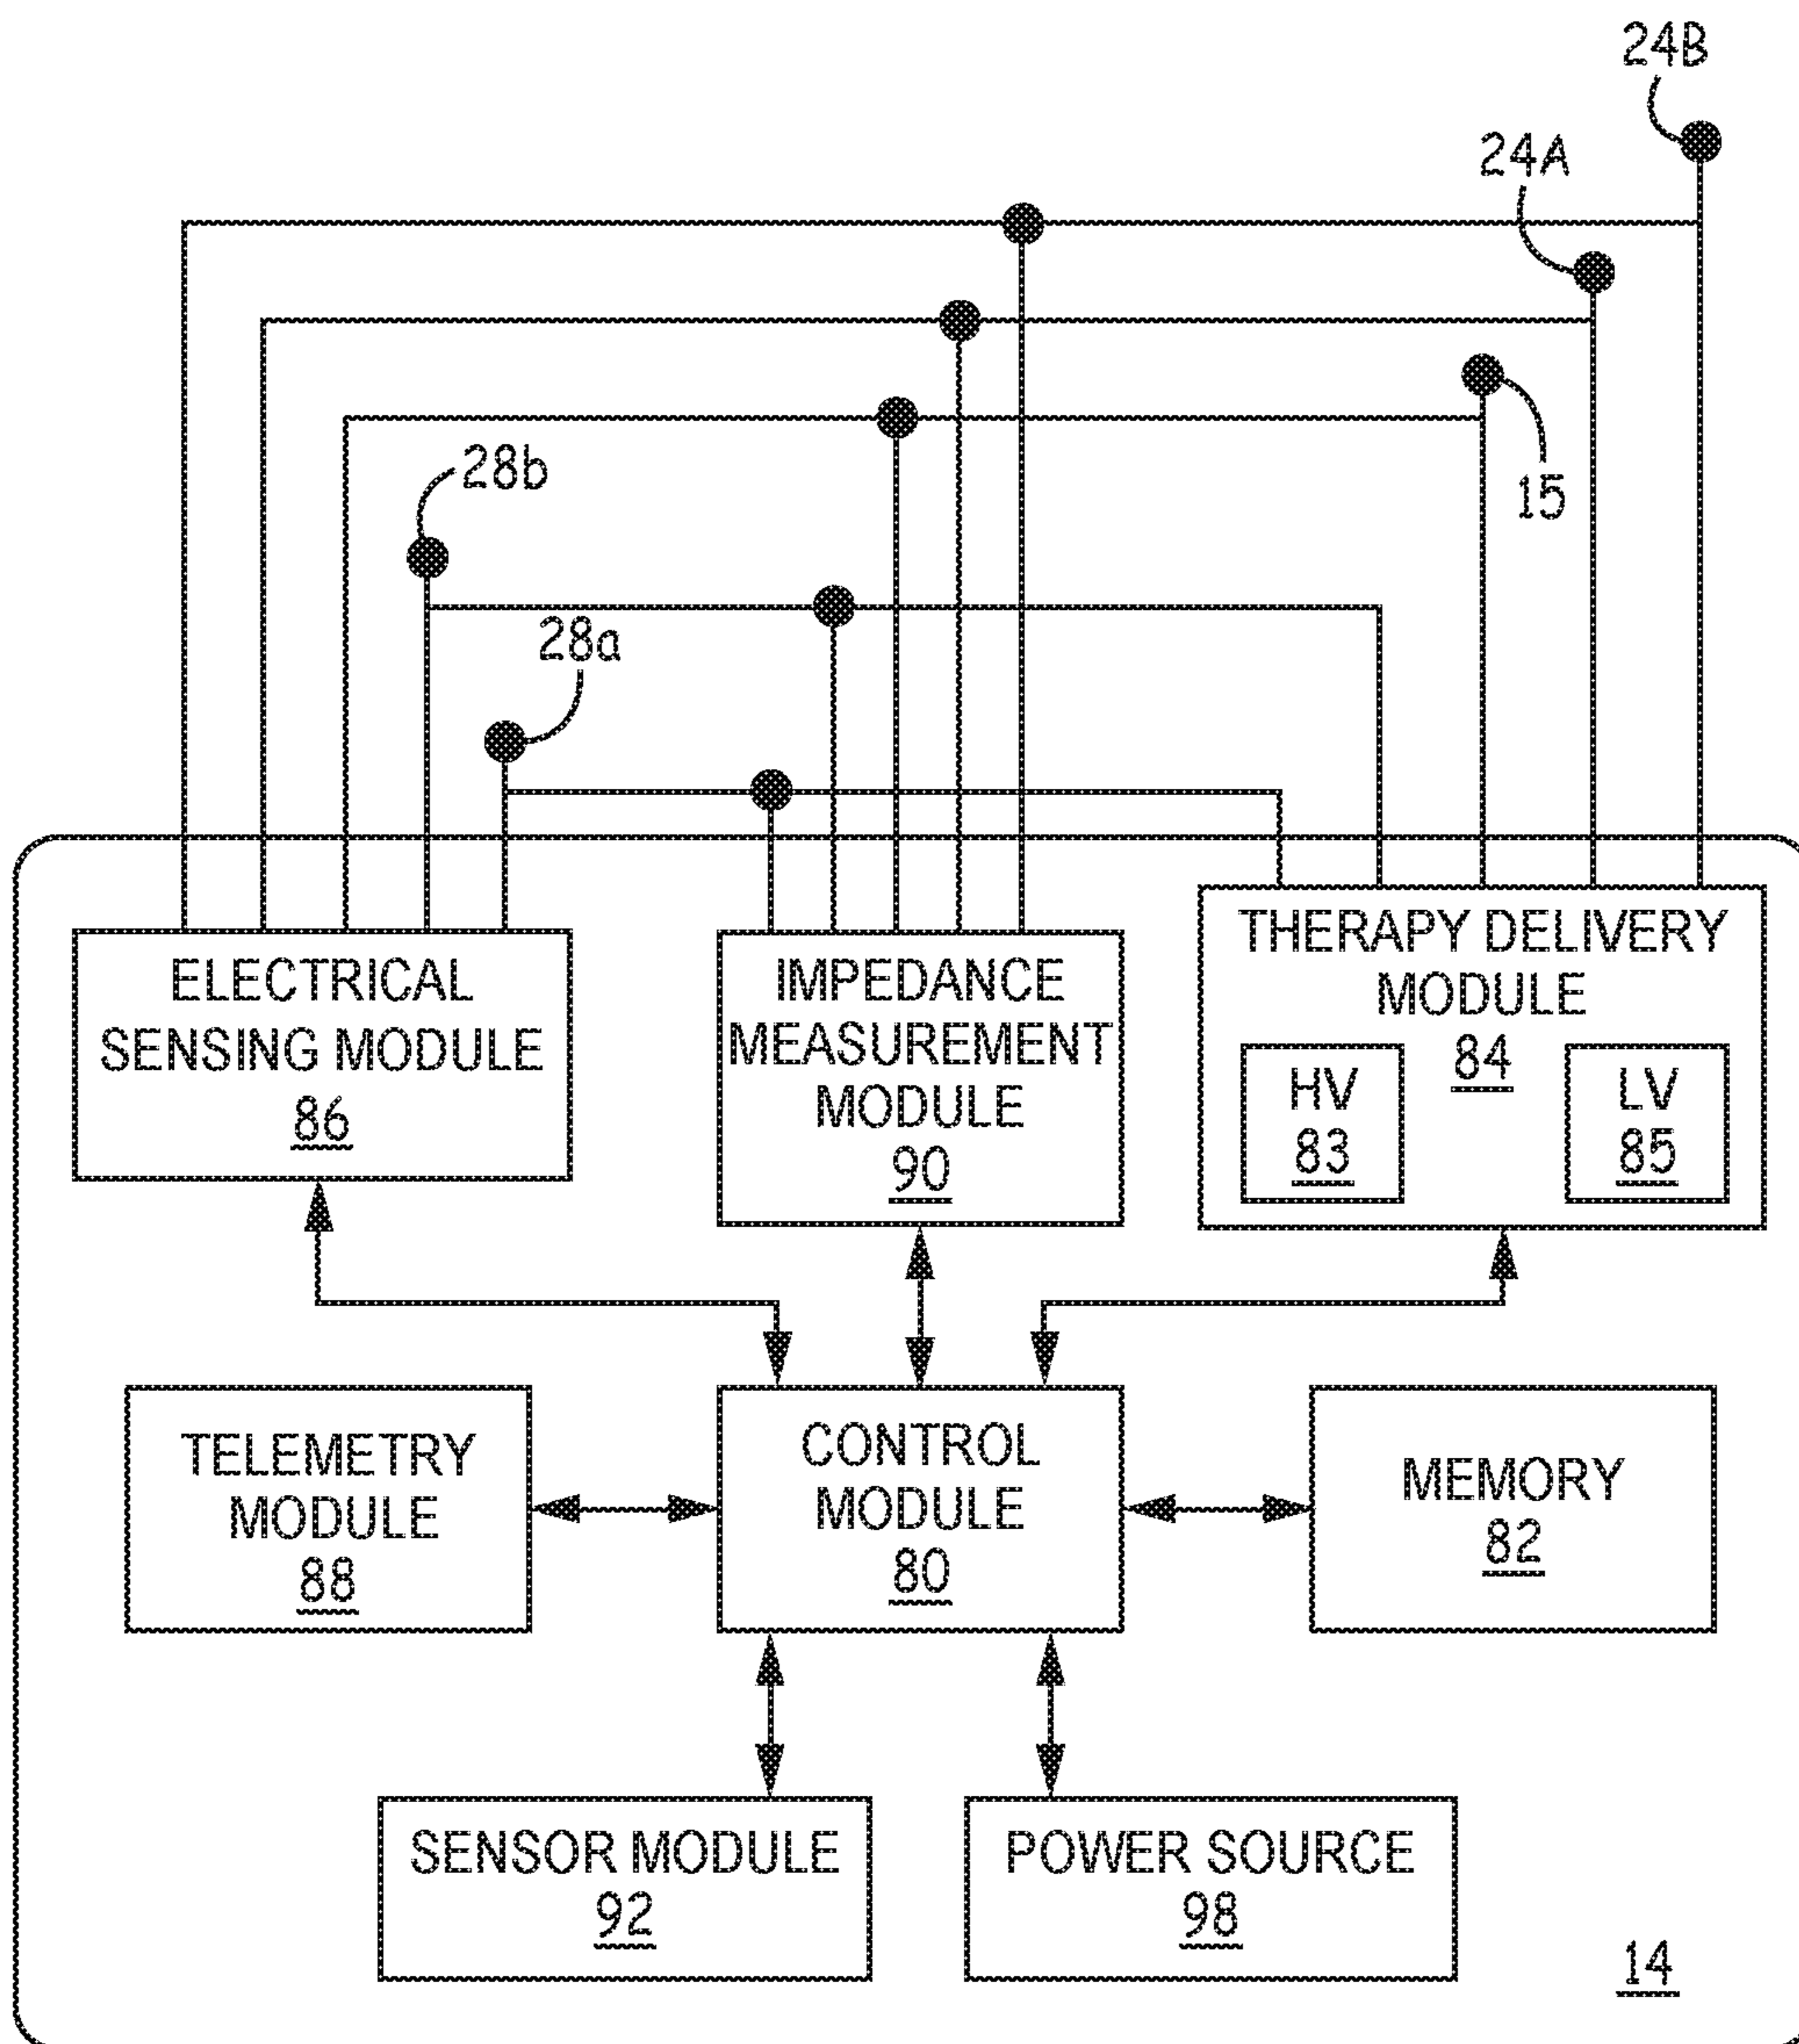 24B
24A
15
28b
28a
ELECTRICAL
SENSING MODULE
86
IMPEDANCE
MEASUREMENT
MODULE
90
THERAPY DELIVERY
MODULE
84
HV
83
LV
85
TELEMETRY
MODULE
88
CONTROL
MODULE
80
MEMORY
82
SENSOR MODULE
92
POWER SOURCE
98
14